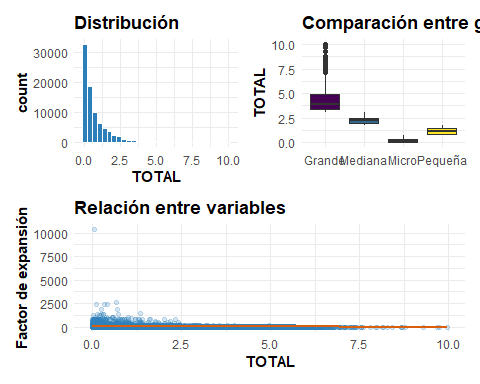 Distribución
count
30000
20000
10000
0
0.0 2.5 5.0 7.5 10.0
TOTAL
Comparación entre g
TOTAL
10.0
7.5
5.0
2.5
0.0
Grande Mediana Micro Pequeña
Relación entre variables
Factor de expansión
10000
7500
5000
2500
0
0.0 2.5 5.0 7.5 10.0
TOTAL